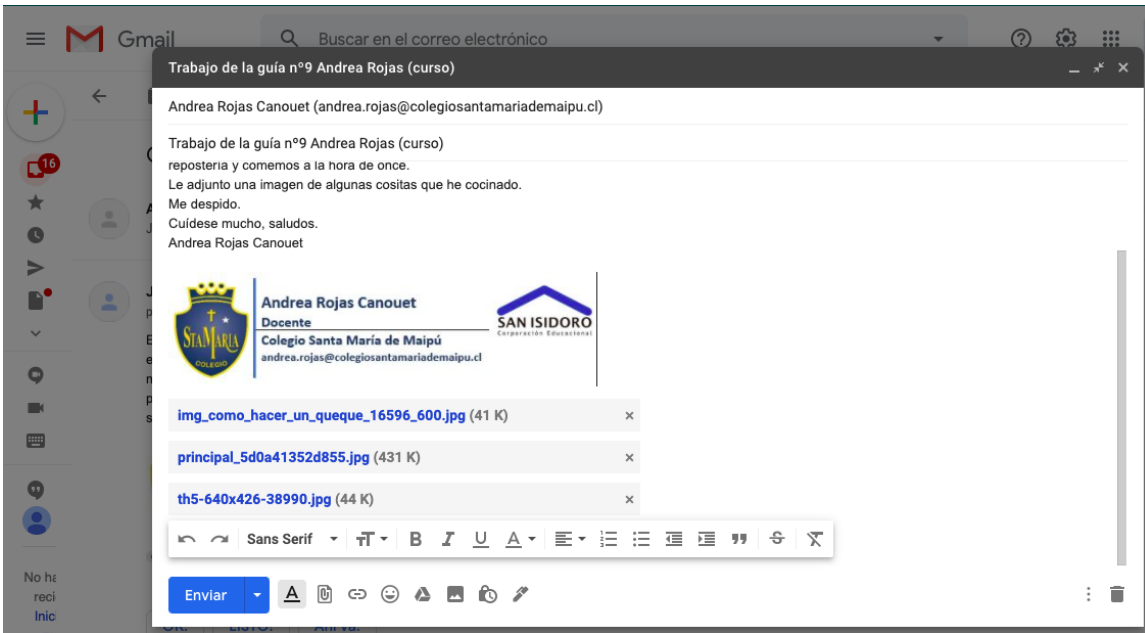 Gmail
Buscar en el correo electrónico
Trabajo de la guía nº9 Andrea Rojas (curso)
Andrea Rojas Canouet (andrea.rojas@colegiosantamariademaipu.cl)
Trabajo de la guía nº9 Andrea Rojas (curso)
16
repostería y comemos a la hora de once.
Le adjunto una imagen de algunas cositas que he cocinado.
Me despido.
Cuídese mucho, saludos.
Andrea Rojas Canouet
STAMARIA
COLEGIO
Andrea Rojas Canouet
Docente
Colegio Santa María de Maipú
andrea.rojas@colegiosantamariademaipu.cl
SAN ISIDORO
Corporación Educacional
img_como_hacer_un_queque_16596_600.jpg (41 K)
principal_5d0a41352d855.jpg (431 K)
th5-640x426-38990.jpg (44 K)
Sans Serif
No ha
reci
Inic
Enviar